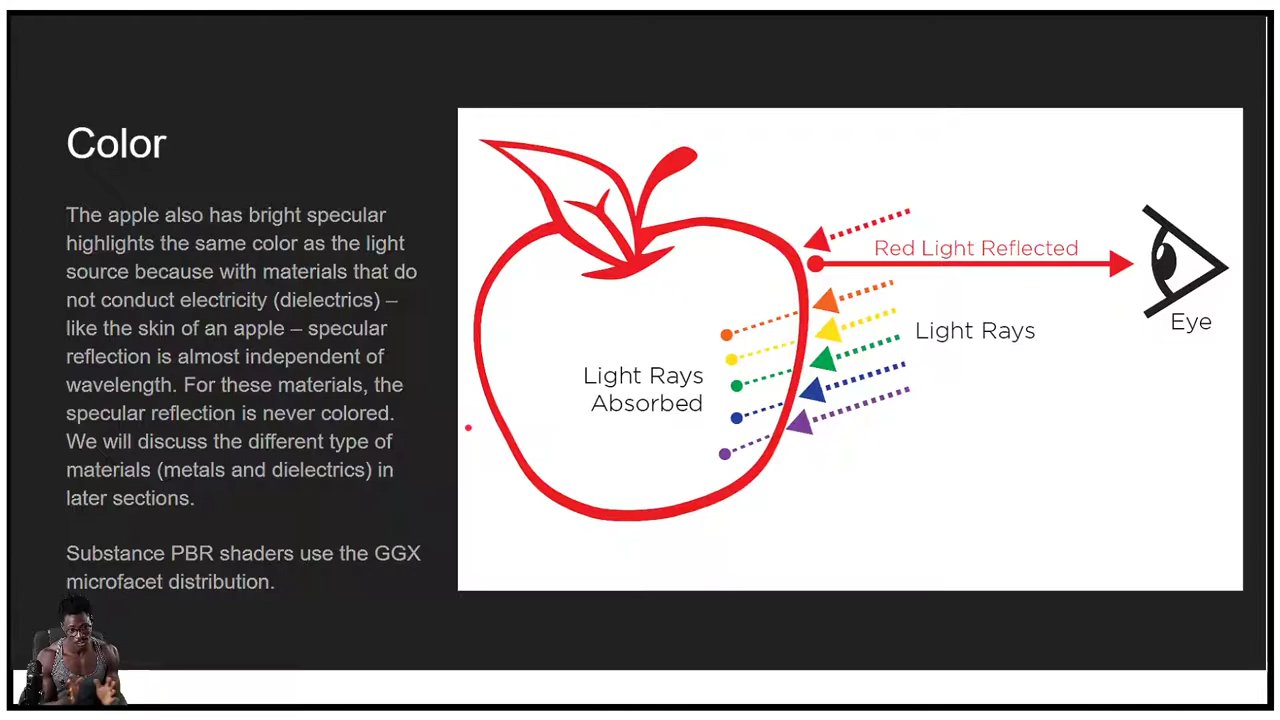 Color
The apple also has bright specular
highlights the same color as the light
source because with materials that do
not conduct electricity (dielectrics) –
like the skin of an apple – specular
reflection is almost independent of
wavelength. For these materials, the
specular reflection is never colored.
We will discuss the different type of
materials (metals and dielectrics) in
later sections.
Substance PBR shaders use the GGX
microfacet distribution.
Red Light Reflected
Light Rays
Eye
Light Rays
Absorbed